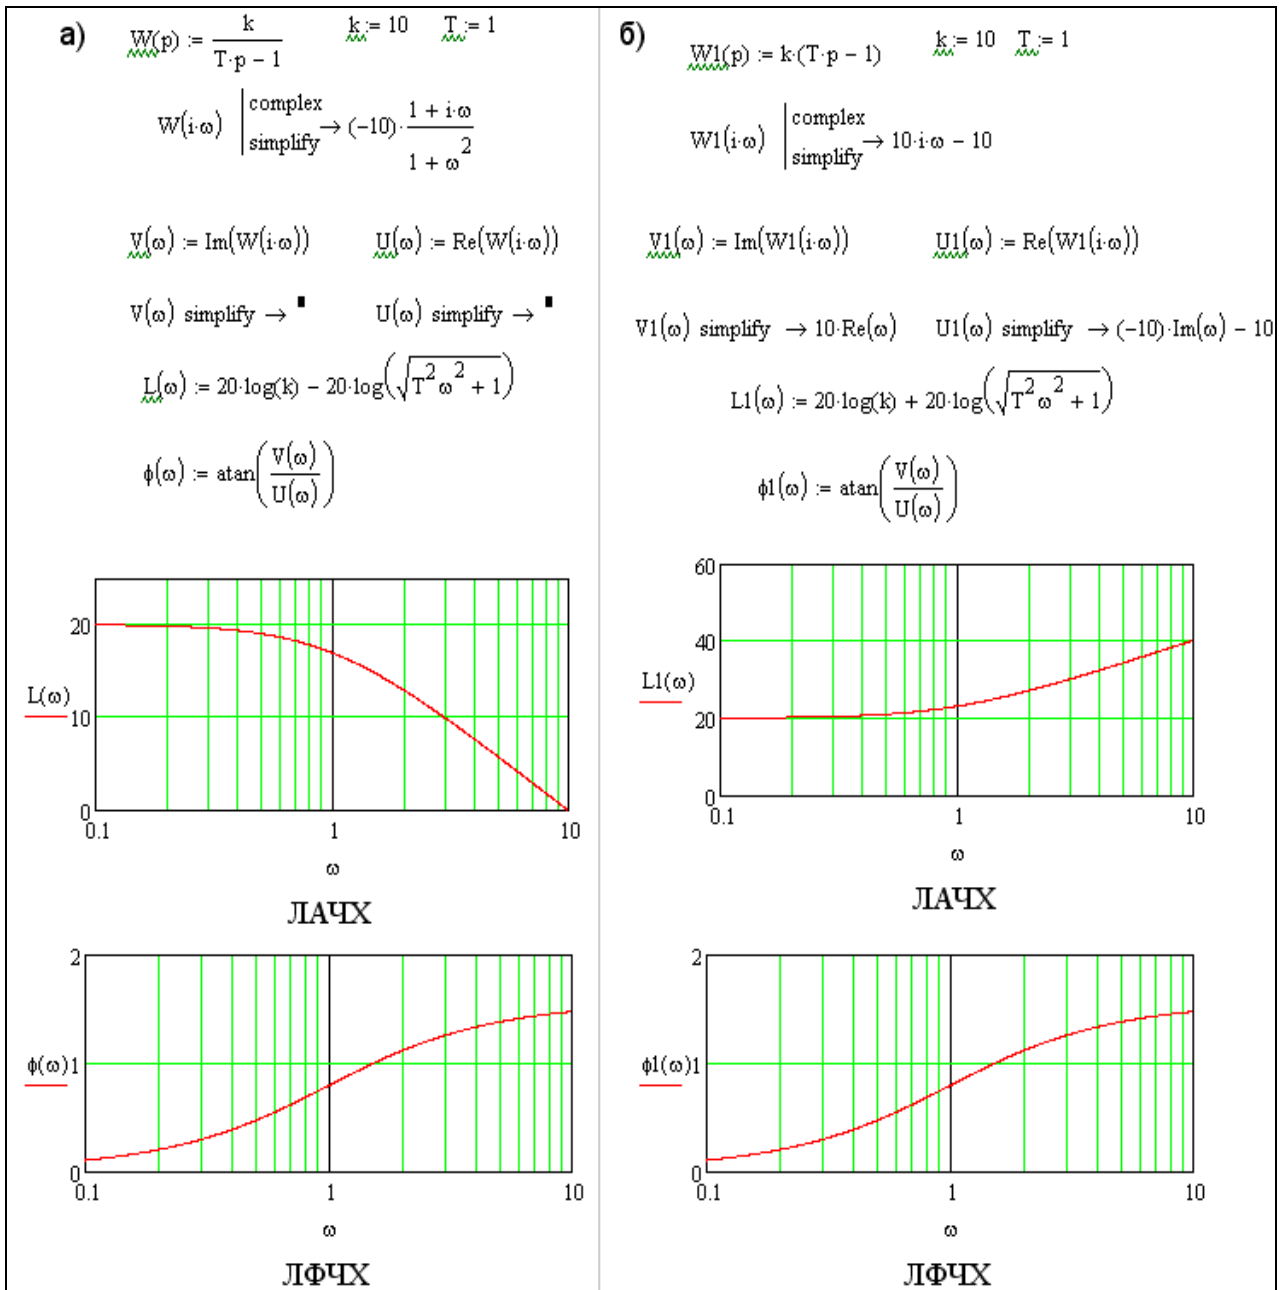 а)
W(p) := k / (T·p − 1)    k := 10    T := 1
W(i·ω) | complex simplify → (−10)· (1 + i·ω) / (1 + ω^2)
V(ω) := Im(W(i·ω))    U(ω) := Re(W(i·ω))
V(ω) simplify → ▪    U(ω) simplify → ▪
L(ω) := 20·log(k) − 20·log(√(T^2 ω^2 + 1))
ϕ(ω) := atan(V(ω) / U(ω))
20
10
0
L(ω)
0.1 1 10
ω
ЛАЧХ
2
1
0
ϕ(ω)
0.1 1 10
ω
ЛФЧХ
б)
W1(p) := k·(T·p − 1)    k := 10    T := 1
W1(i·ω) | complex simplify → 10·i·ω − 10
V1(ω) := Im(W1(i·ω))    U1(ω) := Re(W1(i·ω))
V1(ω) simplify → 10·Re(ω)    U1(ω) simplify → (−10)·Im(ω) − 10
L1(ω) := 20·log(k) + 20·log(√(T^2 ω^2 + 1))
ϕ1(ω) := atan(V(ω) / U(ω))
60
40
20
0
L1(ω)
0.1 1 10
ω
ЛАЧХ
2
1
0
ϕ1(ω)
0.1 1 10
ω
ЛФЧХ